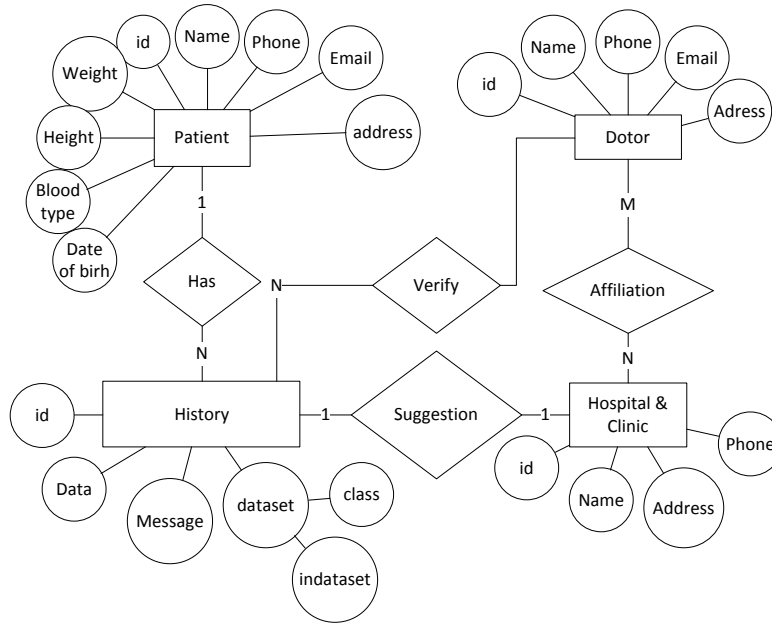 id
Name
Phone
Email
Weight
Height
Patient
address
Blood
type
Date
of birh
1
Has
N
id
Name
Phone
Email
Adress
Dotor
M
N
Verify
Affiliation
N
id
History
1
Suggestion
1
Hospital &
Clinic
Phone
id
Name
Address
Data
Message
dataset
class
indataset